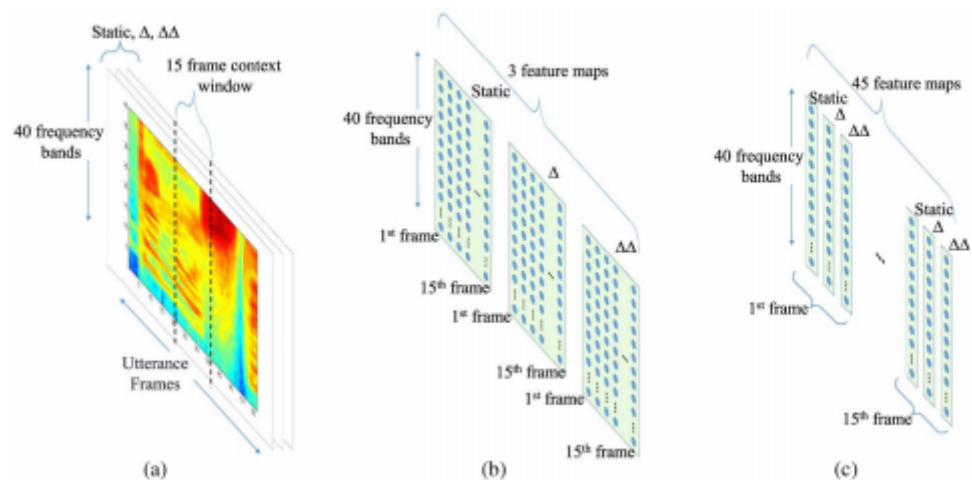 Static, Δ, ΔΔ
15 frame context
window
40 frequency
bands
Utterance
Frames
(a)
3 feature maps
Static
40 frequency
bands
Δ
ΔΔ
1st frame
15th frame
1st frame
15th frame
1st frame
15th frame
(b)
45 feature maps
Static
Δ
ΔΔ
40 frequency
bands
Static
Δ
ΔΔ
1st frame
15th frame
(c)